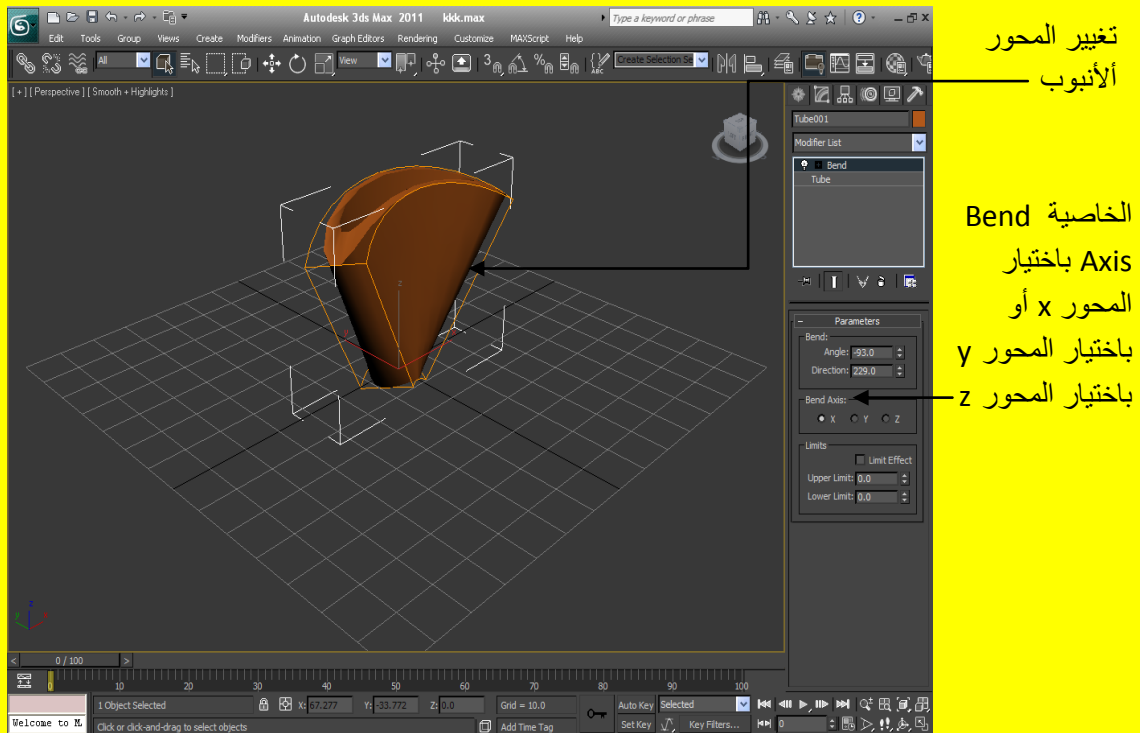 Autodesk 3ds Max 2011 kkk.max
Type a keyword or phrase
Edit Tools Group Views Create Modifiers Animation Graph Editors Rendering Customize MAXScript Help
All
View
3
Create Selection Se
ABC
[ + ] [ Perspective ] [ Smooth + Highlights ]
Tube001
Modifier List
Bend
Tube
Parameters
Bend:
Angle: -93.0
Direction: 229.0
Bend Axis:
X Y Z
Limits
Limit Effect
Upper Limit: 0.0
Lower Limit: 0.0
z
y
x
z
y
< 0 / 100 >
0 10 20 30 40 50 60 70 80 90 100
1 Object Selected
X: 67.277 Y: -33.772 Z: 0.0
Grid = 10.0
Auto Key Selected
Welcome to M.
Click or click-and-drag to select objects
Add Time Tag
Set Key Key Filters...
0
تغيير المحور
ألأنبوب
الخاصية Bend
Axis باختيار
المحور x أو
باختيار المحور y
باختيار المحور z